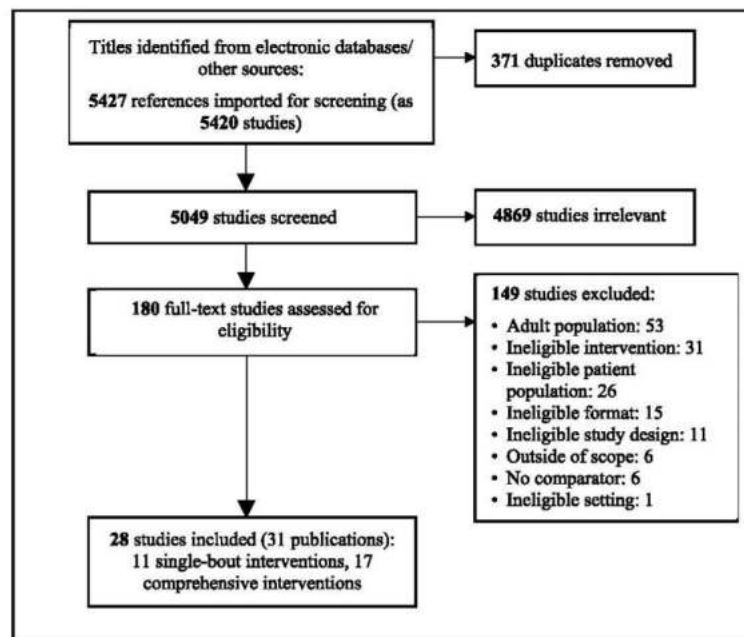 Titles identified from electronic databases/
other sources:
5427 references imported for screening (as
5420 studies)
371 duplicates removed
5049 studies screened
4869 studies irrelevant
180 full-text studies assessed for
eligibility
149 studies excluded:
• Adult population: 53
• Ineligible intervention: 31
• Ineligible patient
population: 26
• Ineligible format: 15
• Ineligible study design: 11
• Outside of scope: 6
• No comparator: 6
• Ineligible setting: 1
28 studies included (31 publications):
11 single-bout interventions, 17
comprehensive interventions